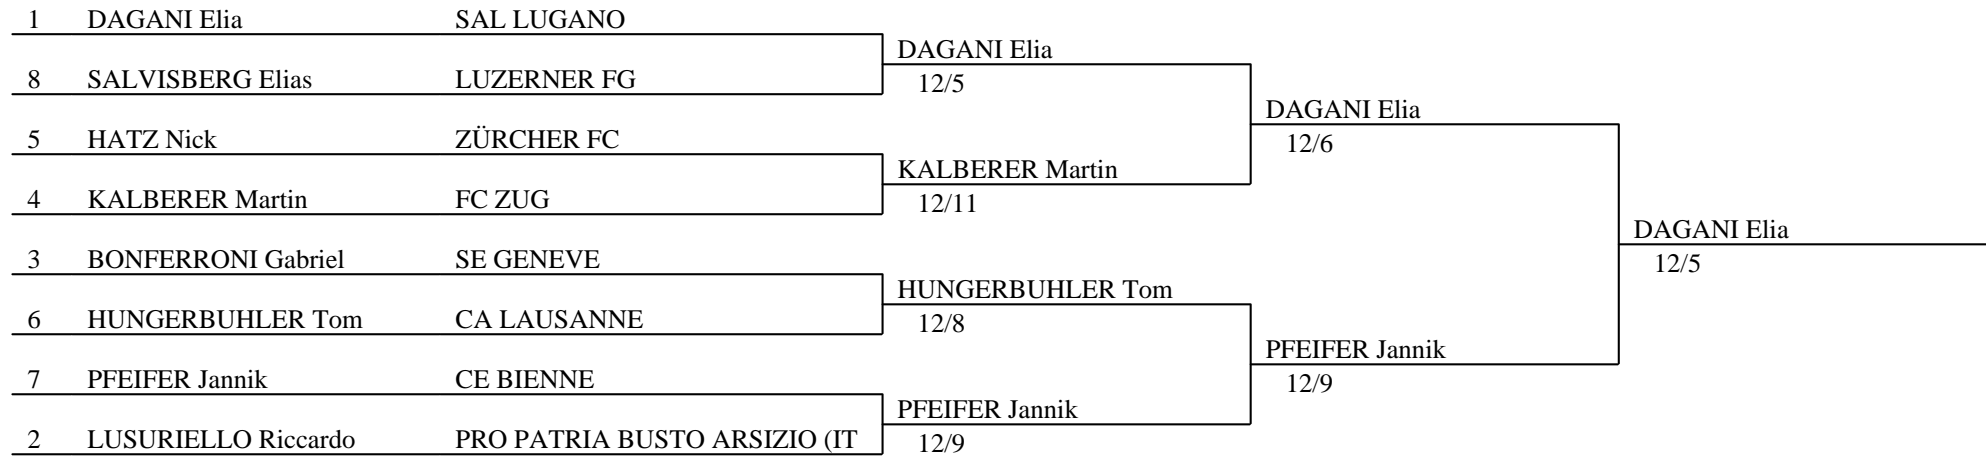 1 DAGANI Elia SAL LUGANO
DAGANI Elia
8 SALVISBERG Elias LUZERNER FG
12/5
DAGANI Elia
5 HATZ Nick ZÜRCHER FC
12/6
KALBERER Martin
4 KALBERER Martin FC ZUG
12/11
DAGANI Elia
3 BONFERRONI Gabriel SE GENEVE
12/5
HUNGERBUHLER Tom
6 HUNGERBUHLER Tom CA LAUSANNE
12/8
PFEIFER Jannik
7 PFEIFER Jannik CE BIENNE
12/9
PFEIFER Jannik
2 LUSURIELLO Riccardo PRO PATRIA BUSTO ARSIZIO (IT
12/9